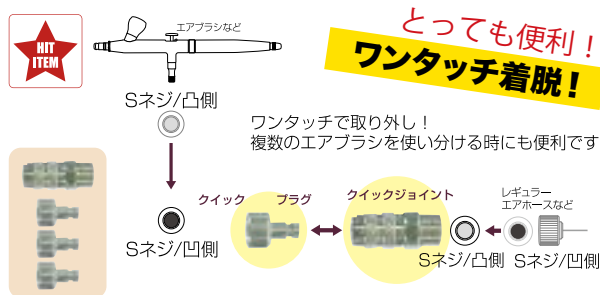 HIT
ITEM
エアブラシなど
とっても便利！
ワンタッチ着脱！
Sネジ/凸側
ワンタッチで取り外し！
複数のエアブラシを使い分ける時にも便利です
クイック
プラグ
クイックジョイント
レギュラー
エアホースなど
Sネジ/凹側
Sネジ/凸側
Sネジ/凹側